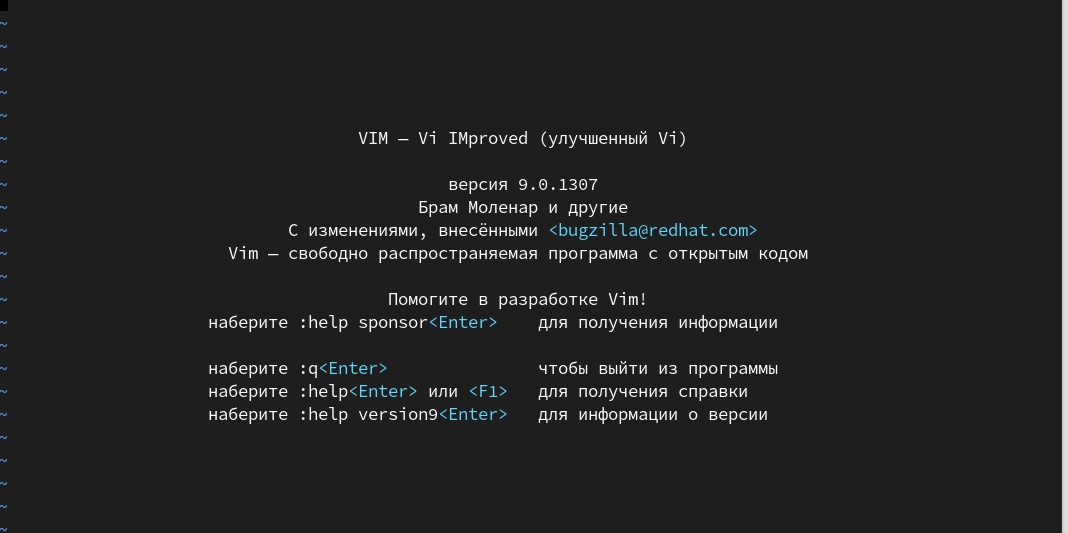 ~
~
~
~
~
VIM — Vi IMproved (улучшенный Vi)
~
~ версия 9.0.1307
~ Брам Моленар и другие
~ С изменениями, внесёнными <bugzilla@redhat.com>
~ Vim — свободно распространяемая программа с открытым кодом
~
~ Помогите в разработке Vim!
~ наберите :help sponsor<Enter> для получения информации
~
~ наберите :q<Enter> чтобы выйти из программы
~ наберите :help<Enter> или <F1> для получения справки
~ наберите :help version9<Enter> для информации о версии
~
~
~
~
~